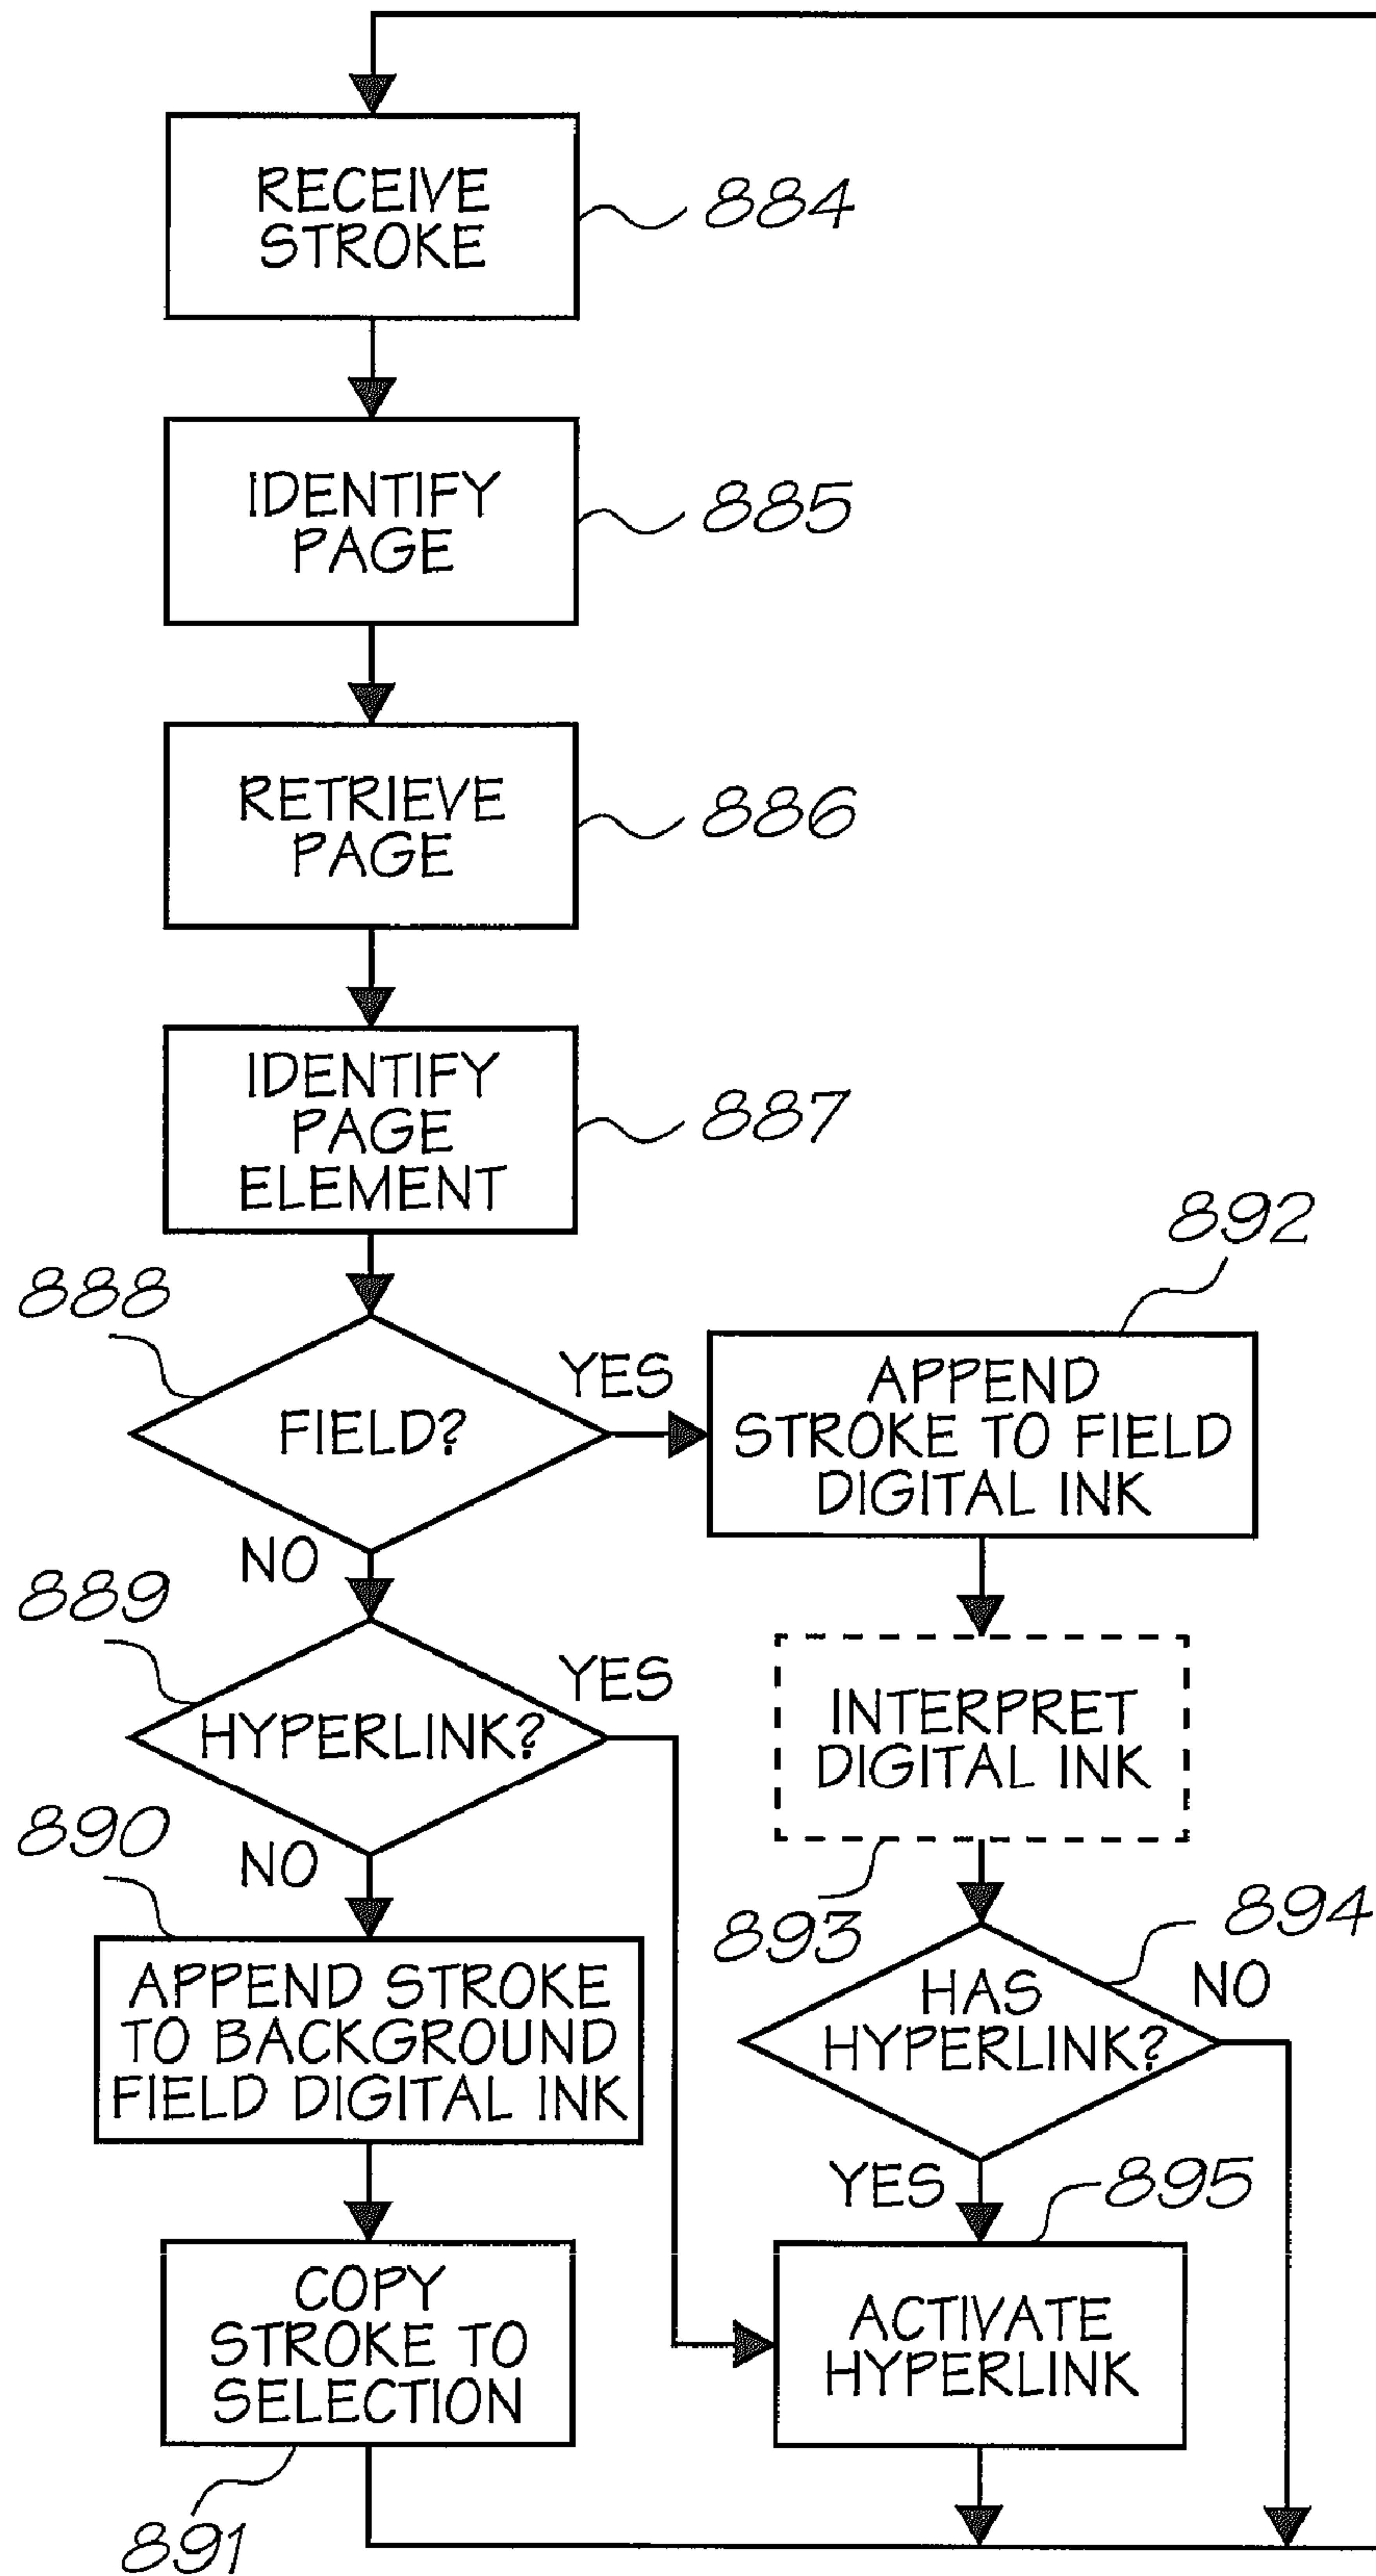 RECEIVE
STROKE
884
IDENTIFY
PAGE
885
RETRIEVE
PAGE
886
IDENTIFY
PAGE
ELEMENT
887
888
FIELD?
YES
NO
892
APPEND
STROKE TO FIELD
DIGITAL INK
889
HYPERLINK?
YES
NO
INTERPRET
DIGITAL INK
893
890
APPEND STROKE
TO BACKGROUND
FIELD DIGITAL INK
894
HAS
HYPERLINK?
NO
YES
895
COPY
STROKE TO
SELECTION
891
ACTIVATE
HYPERLINK